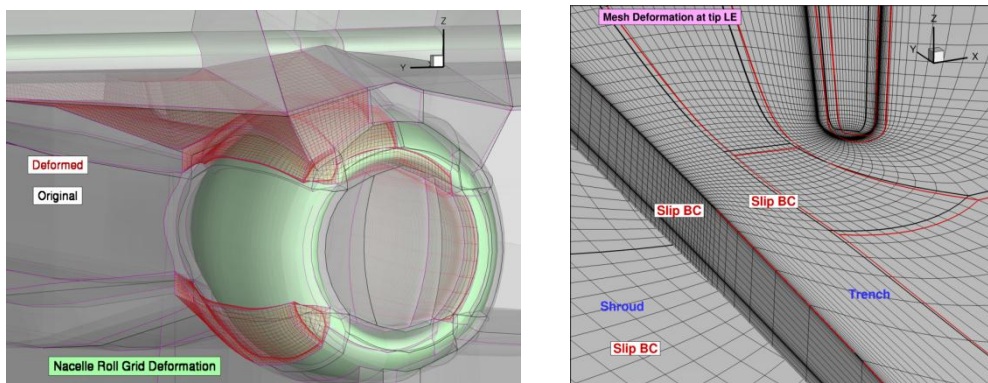 Z
Y
Deformed
Original
Nacelle Roll Grid Deformation
Mesh Deformation at tip LE
Z
Y
X
Slip BC
Slip BC
Trench
Shroud
Slip BC